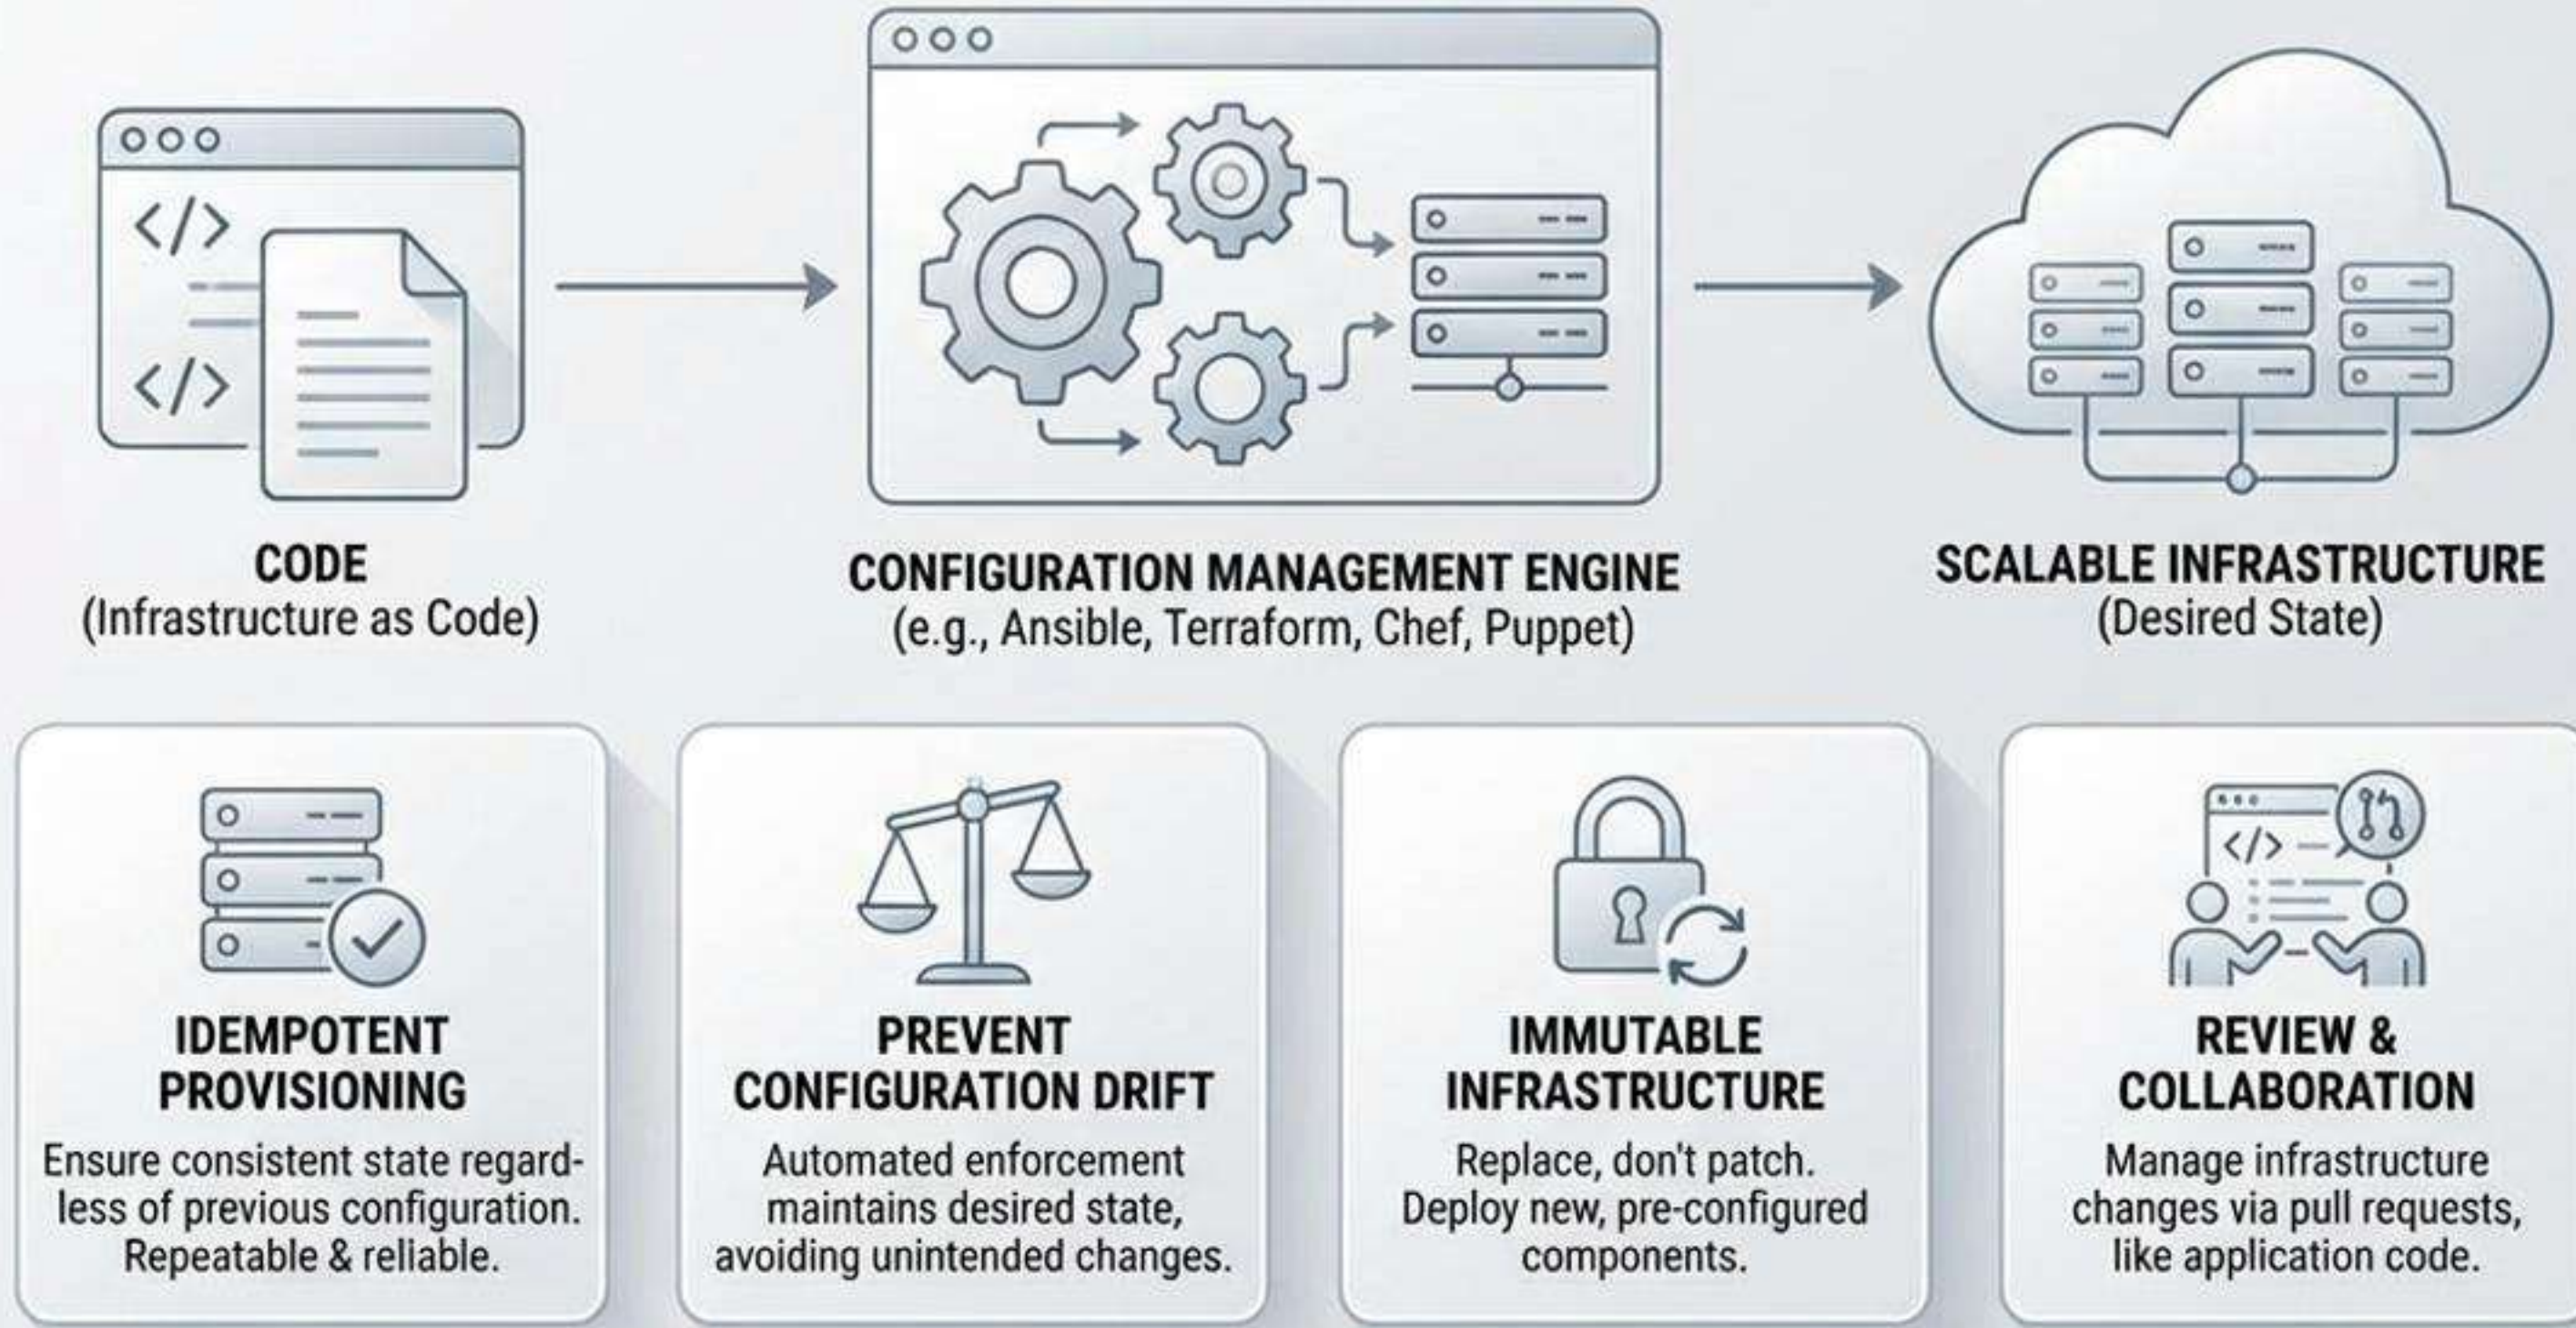 </>
</>
CODE
(Infrastructure as Code)
CONFIGURATION MANAGEMENT ENGINE
(e.g., Ansible, Terraform, Chef, Puppet)
SCALABLE INFRASTRUCTURE
(Desired State)
IDEMPOTENT
PROVISIONING
Ensure consistent state regard-
less of previous configuration.
Repeatable & reliable.
PREVENT
CONFIGURATION DRIFT
Automated enforcement
maintains desired state,
avoiding unintended changes.
IMMUTABLE
INFRASTRUCTURE
Replace, don't patch.
Deploy new, pre-configured
components.
</>
REVIEW &
COLLABORATION
Manage infrastructure
changes via pull requests,
like application code.